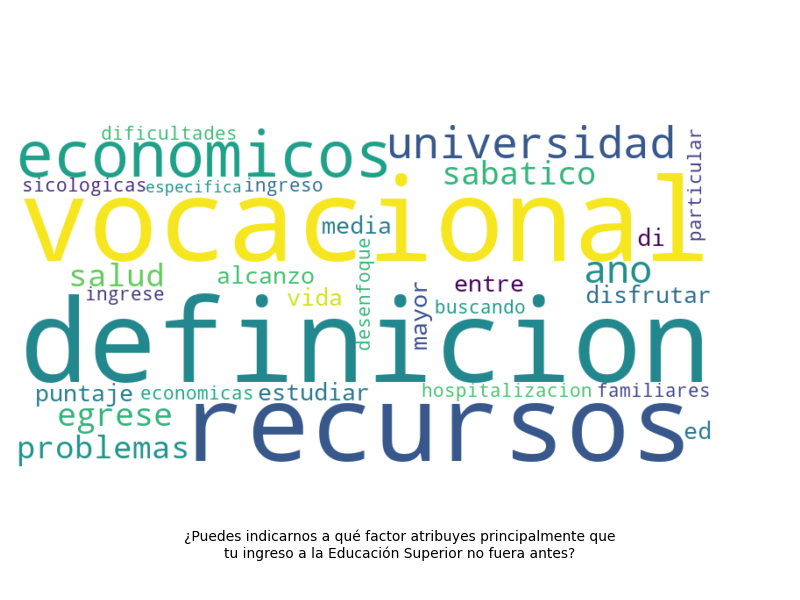 dificultades
economicos universidad
particular
sicologicas especifica ingreso sabatico
vocacional
media
di
salud alcanzo desenfoque ano
ingrese vida mayor entre disfrutar
buscando
definicion
puntaje economicas estudiar hospitalizacion familiares
egrese recursos
problemas ed
¿Puedes indicarnos a qué factor atribuyes principalmente que
tu ingreso a la Educación Superior no fuera antes?